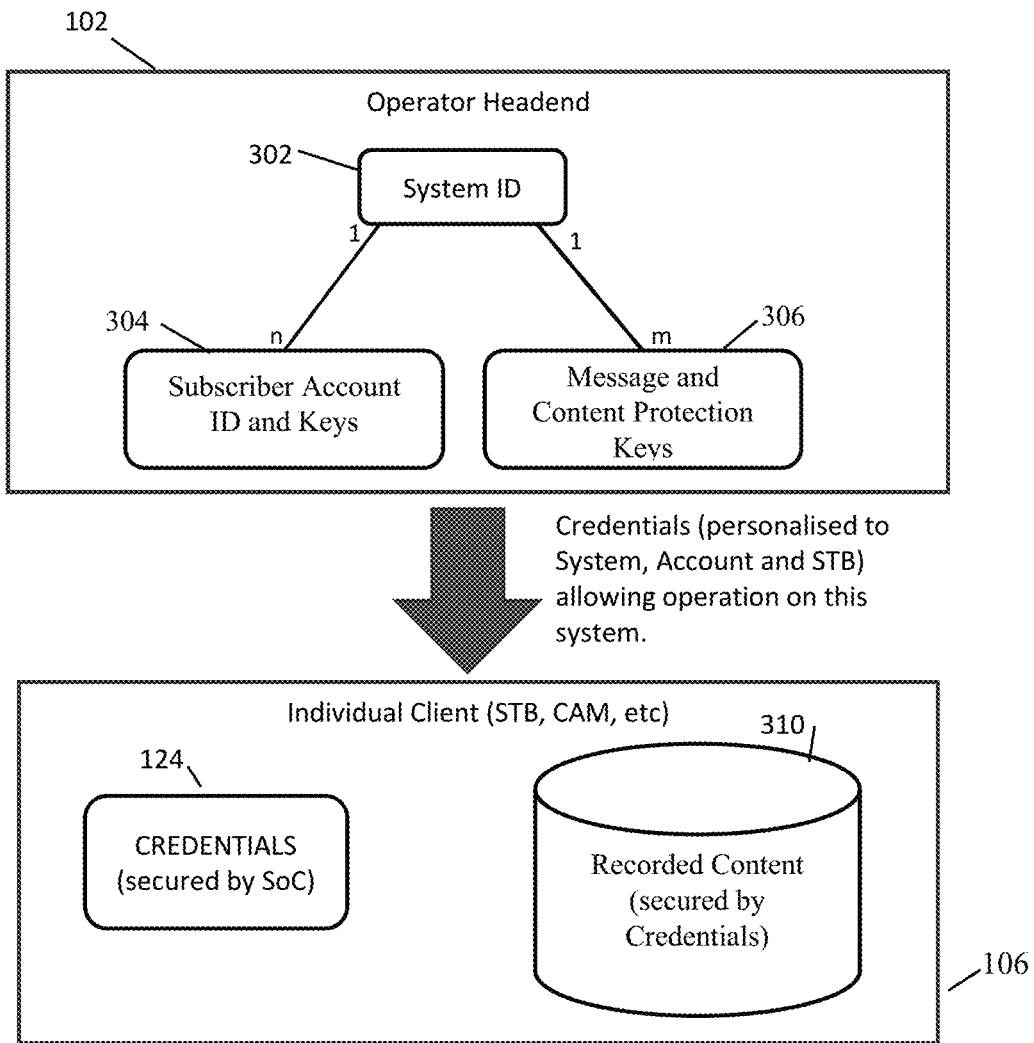 102
Operator Headend
302
System ID
1
1
304
n
m
306
Subscriber Account
ID and Keys
Message and
Content Protection
Keys
Credentials (personalised to
System, Account and STB)
allowing operation on this
system.
Individual Client (STB, CAM, etc)
310
124
CREDENTIALS
(secured by SoC)
Recorded Content
(secured by
Credentials)
106